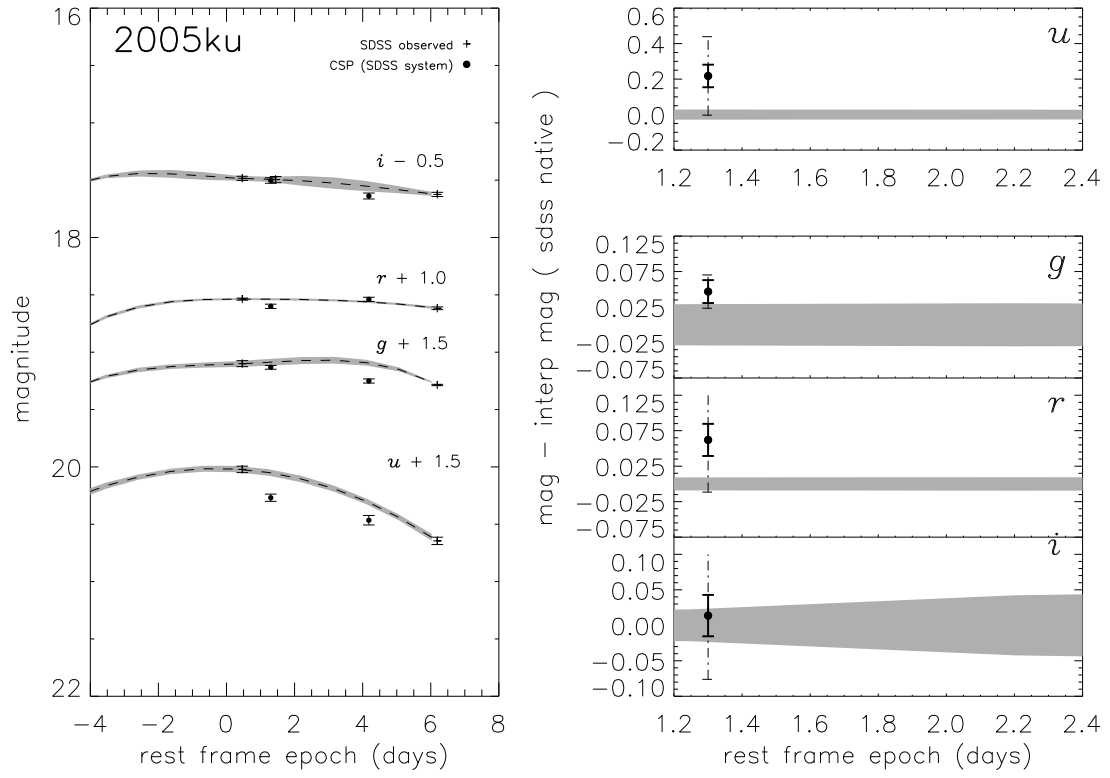 2005ku
SDSS observed +
CSP (SDSS system) ●
i − 0.5
r + 1.0
g + 1.5
u + 1.5
16
18
20
22
magnitude
−4 −2 0 2 4 6 8
rest frame epoch (days)
mag − interp mag ( sdss native )
u
0.6
0.4
0.2
0.0
−0.2
1.2 1.4 1.6 1.8 2.0 2.2 2.4
g
0.125
0.075
0.025
−0.025
−0.075
r
0.125
0.075
0.025
−0.025
−0.075
i
0.10
0.05
0.00
−0.05
−0.10
1.2 1.4 1.6 1.8 2.0 2.2 2.4
rest frame epoch (days)